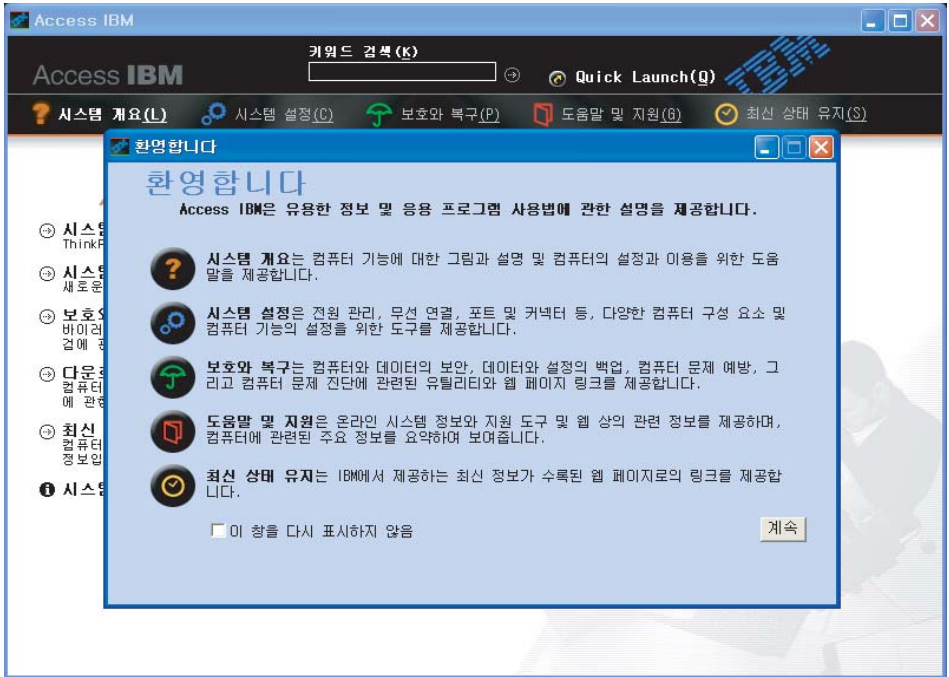 Access IBM
키워드 검색(K)
Access IBM
Quick Launch(Q)
IBM
시스템 개요(L)
시스템 설정(C)
보호와 복구(P)
도움말 및 지원(G)
최신 상태 유지(S)
환영합니다
환영합니다
Access IBM은 유용한 정보 및 응용 프로그램 사용법에 관한 설명을 제공합니다.
시스템 개요는 컴퓨터 기능에 대한 그림과 설명 및 컴퓨터의 설정과 이용을 위한 도움
말을 제공합니다.
시스템 설정은 전원 관리, 무선 연결, 포트 및 커넥터 등, 다양한 컴퓨터 구성 요소 및
컴퓨터 기능의 설정을 위한 도구를 제공합니다.
보호와 복구는 컴퓨터와 데이터의 보안, 데이터와 설정의 백업, 컴퓨터 문제 예방, 그
리고 컴퓨터 문제 진단에 관련된 유틸리티와 웹 페이지 링크를 제공합니다.
도움말 및 지원은 온라인 시스템 정보와 지원 도구 및 웹 상의 관련 정보를 제공하며,
컴퓨터에 관련된 주요 정보를 요약하여 보여줍니다.
최신 상태 유지는 IBM에서 제공하는 최신 정보가 수록된 웹 페이지로의 링크를 제공합
니다.
이 창을 다시 표시하지 않음
계속
새로운
바이러
검에
컴퓨터
에 관한
최신
컴퓨터
정보입